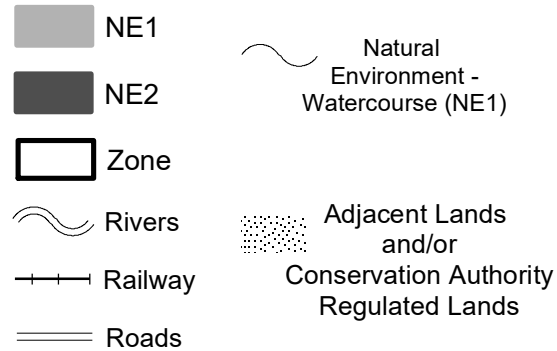 NE1
NE2
Zone
Rivers
Railway
Roads
Natural
Environment -
Watercourse (NE1)
Adjacent Lands
and/or
Conservation Authority
Regulated Lands